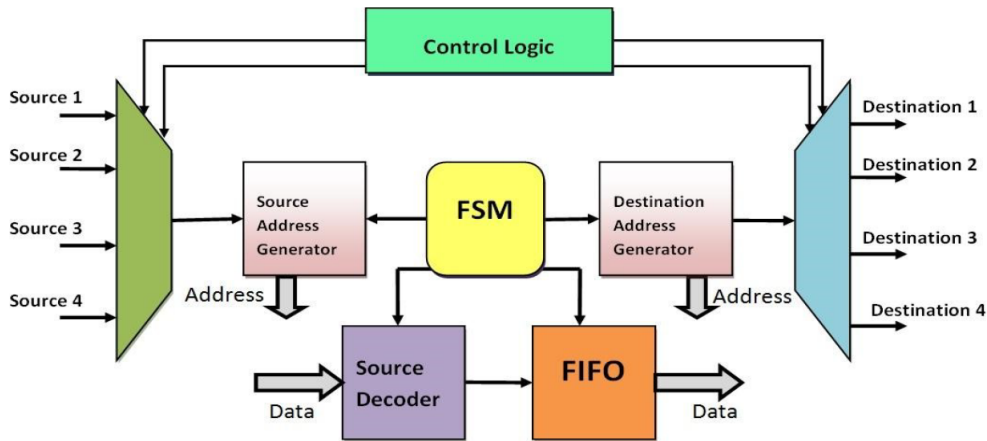 Control Logic
Source 1
Source 2
Source 3
Source 4
Source
Address
Generator
FSM
Destination
Address
Generator
Destination 1
Destination 2
Destination 3
Destination 4
Address
Address
Source
Decoder
FIFO
Data
Data